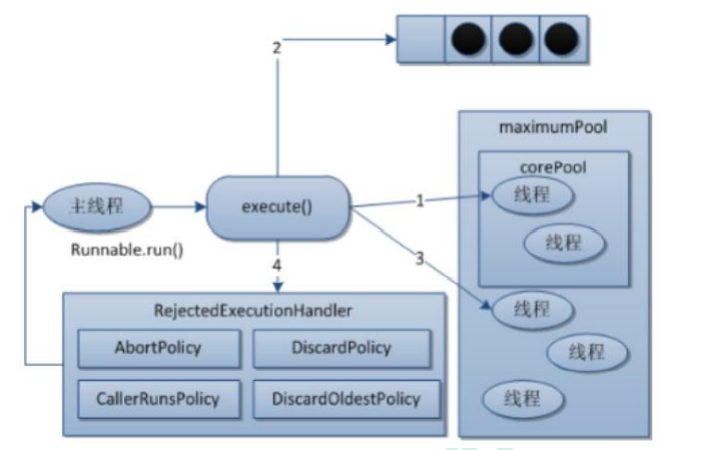 2
maximumPool
corePool
线程
线程
主线程
execute()
1
Runnable.run()
3
4
线程
线程
线程
RejectedExecutionHandler
AbortPolicy
DiscardPolicy
CallerRunsPolicy
DiscardOldestPolicy